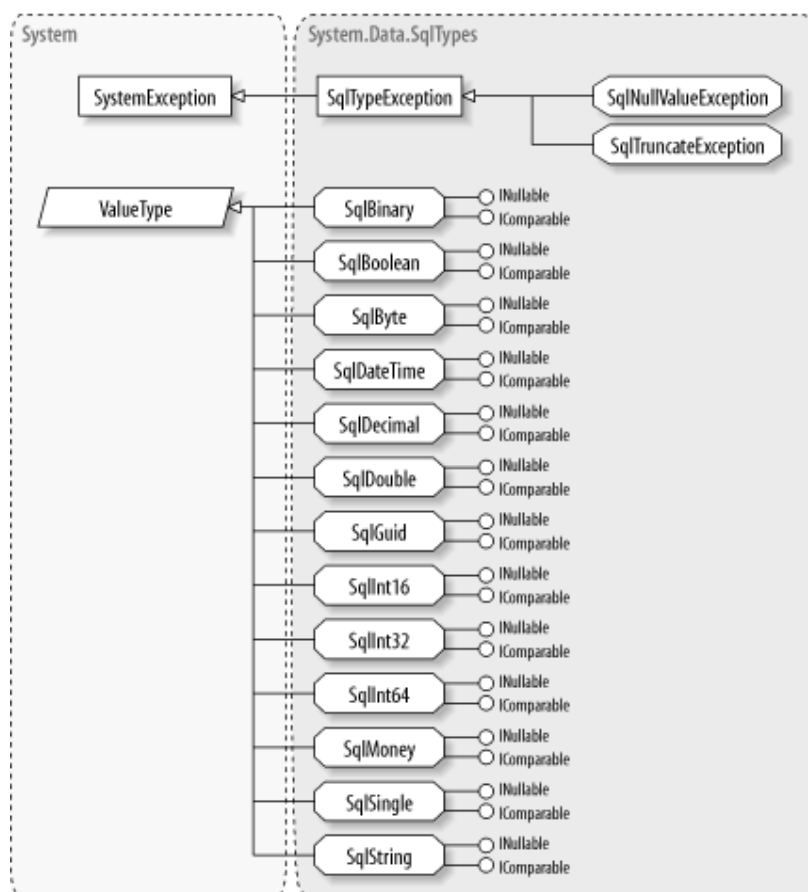 System
System.Data.SqlTypes
SystemException
SqlTypeException
SqlNullValueException
SqlTruncateException
ValueType
SqlBinary
INullable
IComparable
SqlBoolean
INullable
IComparable
SqlByte
INullable
IComparable
SqlDateTime
INullable
IComparable
SqlDecimal
INullable
IComparable
SqlDouble
INullable
IComparable
SqlGuid
INullable
IComparable
SqlInt16
INullable
IComparable
SqlInt32
INullable
IComparable
SqlInt64
INullable
IComparable
SqlMoney
INullable
IComparable
SqlSingle
INullable
IComparable
SqlString
INullable
IComparable